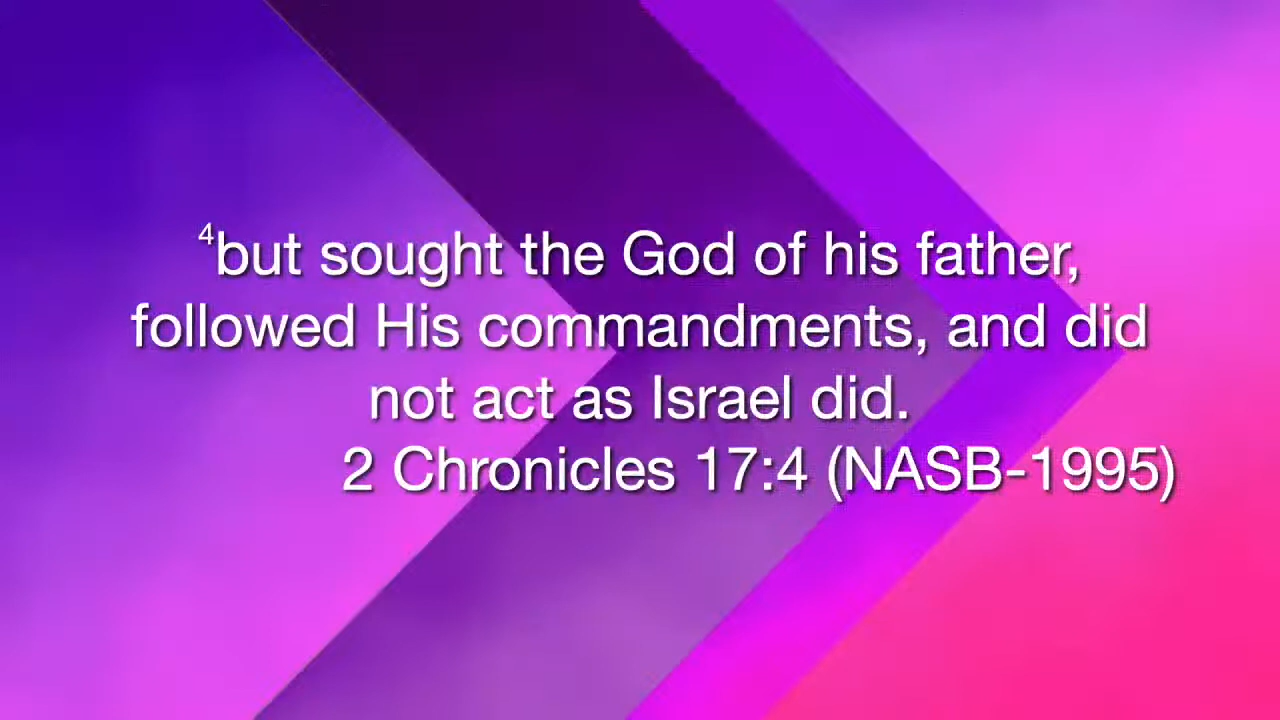 ⁴but sought the God of his father,
followed His commandments, and did
not act as Israel did.
2 Chronicles 17:4 (NASB-1995)